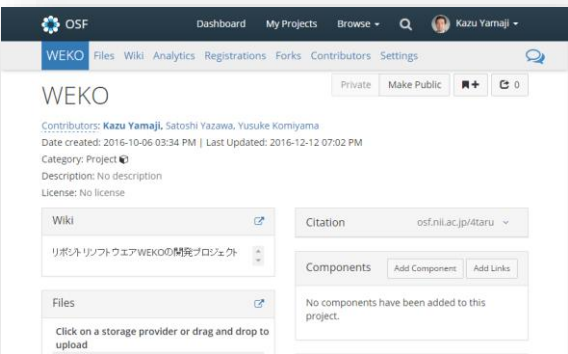 OSF Dashboard My Projects Browse Kazu Yamaji
WEKO Files Wiki Analytics Registrations Forks Contributors Settings
WEKO
Private Make Public 0
Contributors: Kazu Yamaji, Satoshi Yazawa, Yusuke Komiyama
Date created: 2016-10-06 03:34 PM | Last Updated: 2016-12-12 07:02 PM
Category: Project
Description: No description
License: No license
Wiki
リポジトリソフトウエアWEKOの開発プロジェクト
Files
Click on a storage provider or drag and drop to
upload
Citation osf.nii.ac.jp/4taru
Components Add Component Add Links
No components have been added to this
project.